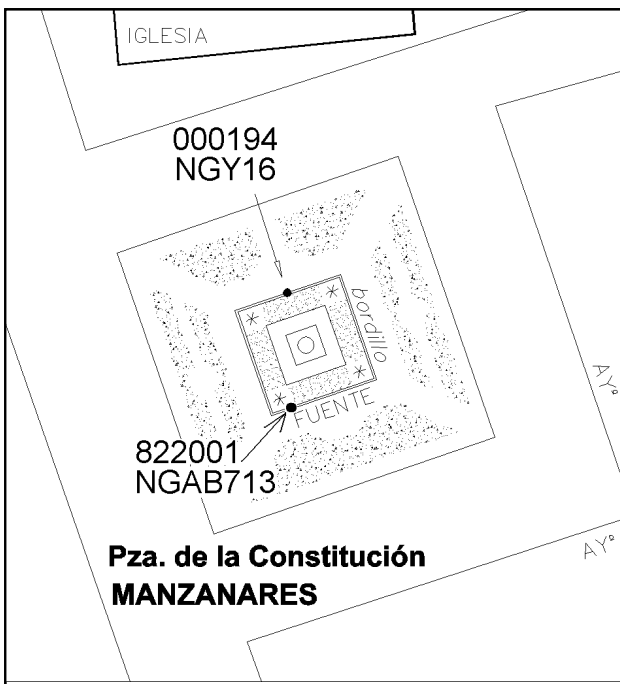 IGLESIA
000194
NGY16
bordillo
FUENTE
AYº
822001
NGAB713
AYº
Pza. de la Constitución
MANZANARES